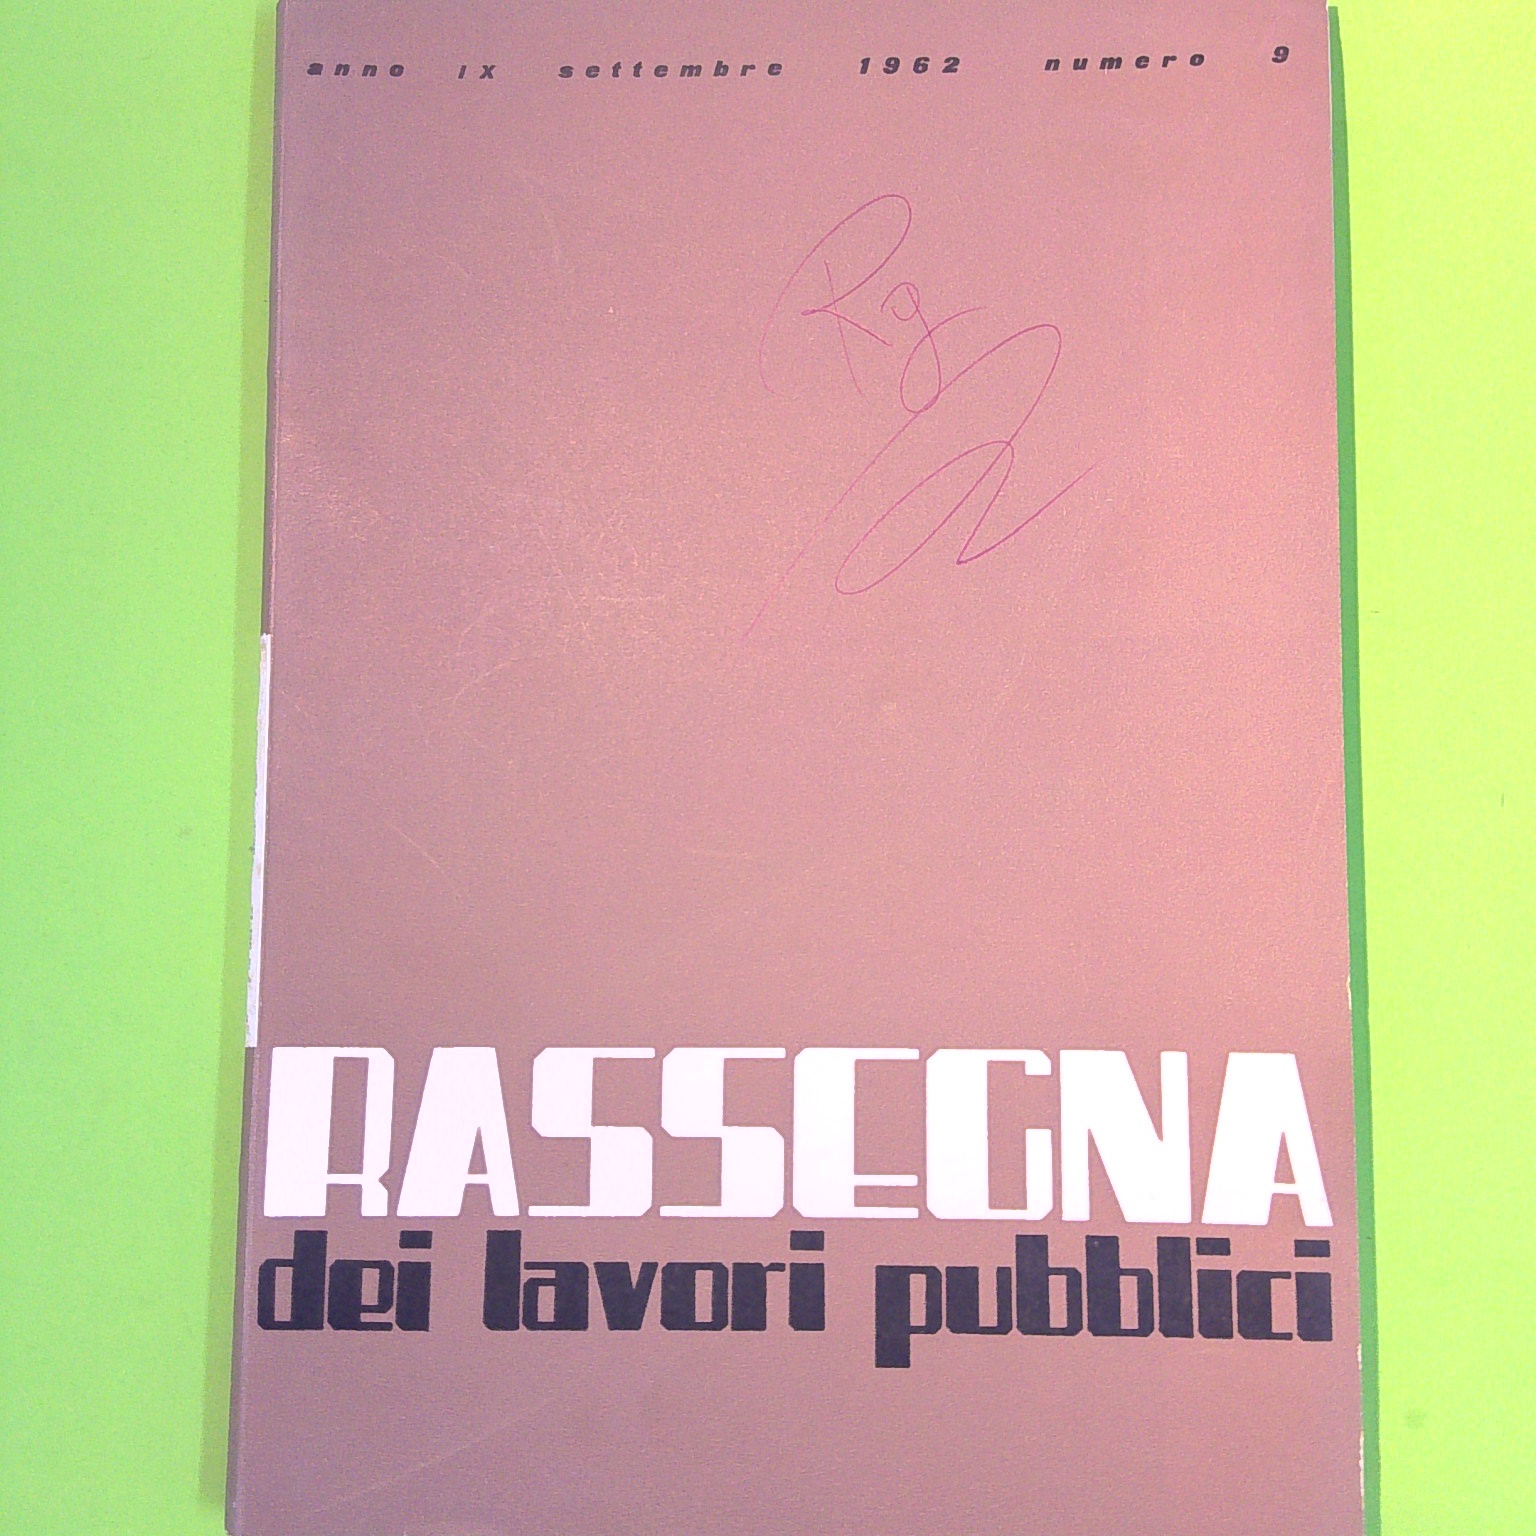 anno IX settembre 1962 numero 9
RASSEGNA
dei lavori pubblici